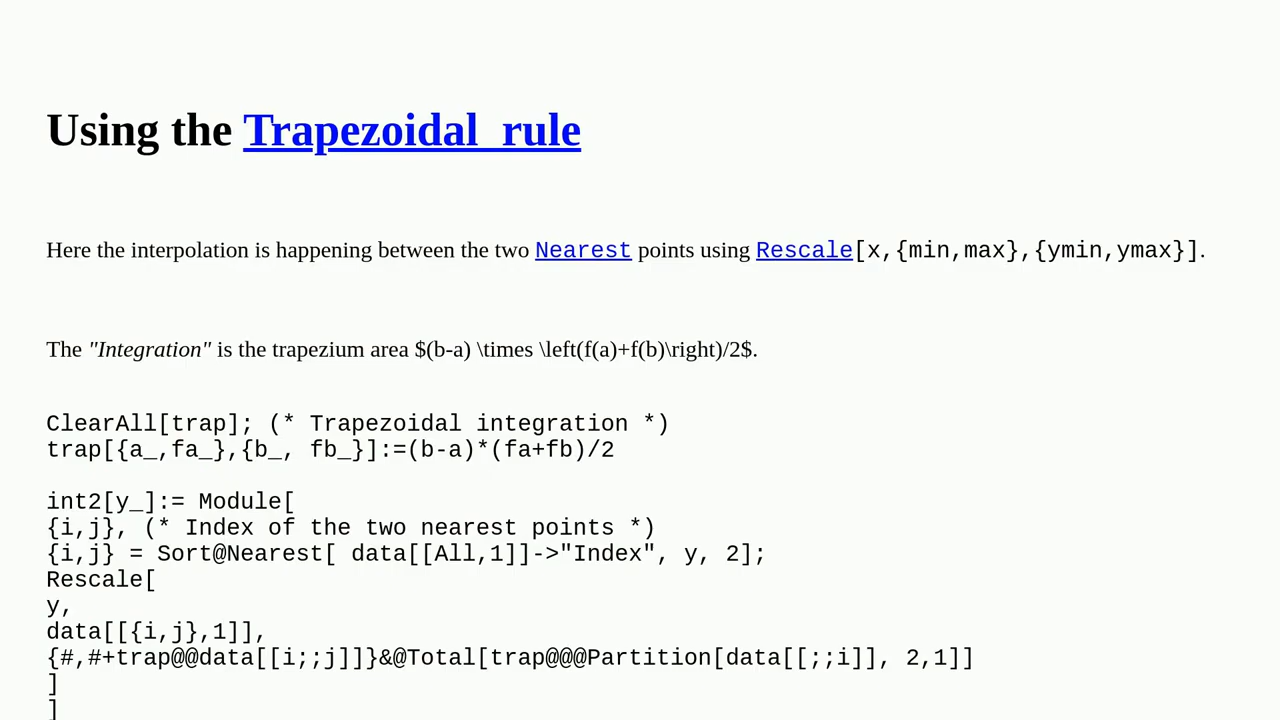 Using the Trapezoidal_rule
Here the interpolation is happening between the two Nearest points using Rescale[x,{min,max},{ymin,ymax}].
The "Integration" is the trapezium area $(b-a) \times \left(f(a)+f(b)\right)/2$.
ClearAll[trap]; (* Trapezoidal integration *)
trap[{a_,fa_},{b_, fb_}]:=(b-a)*(fa+fb)/2
int2[y_]:= Module[
{i,j}, (* Index of the two nearest points *)
{i,j} = Sort@Nearest[ data[[All,1]]->"Index", y, 2];
Rescale[
y,
data[[{i,j},1]],
{#,#+trap@@data[[i;;j]]}&@Total[trap@@@Partition[data[[;;i]], 2,1]]
]
]